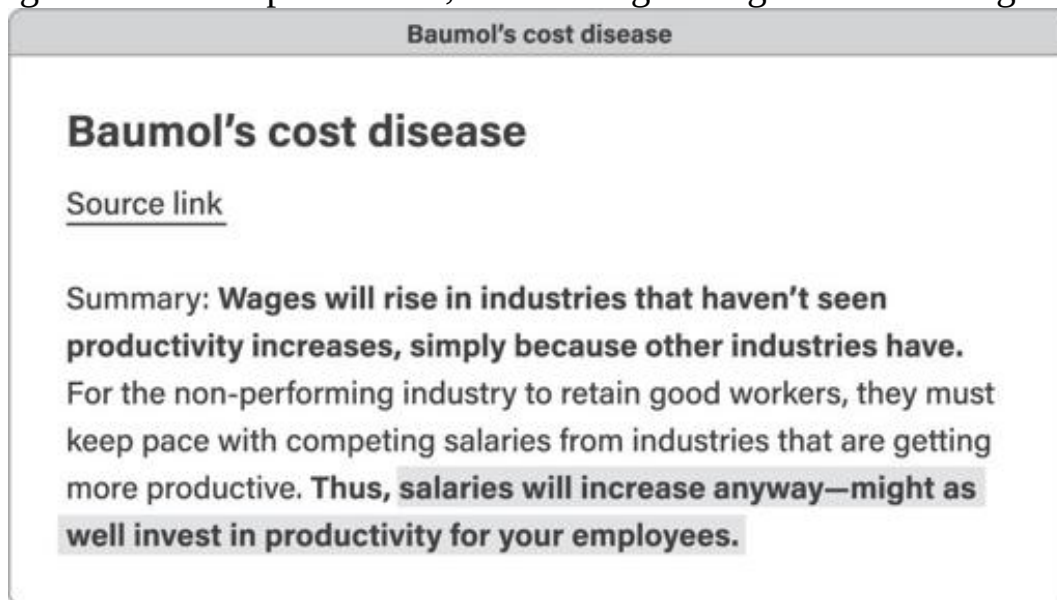 Baumol’s cost disease
Baumol’s cost disease
Source link
Summary: Wages will rise in industries that haven’t seen
productivity increases, simply because other industries have.
For the non-performing industry to retain good workers, they must
keep pace with competing salaries from industries that are getting
more productive. Thus, salaries will increase anyway—might as
well invest in productivity for your employees.